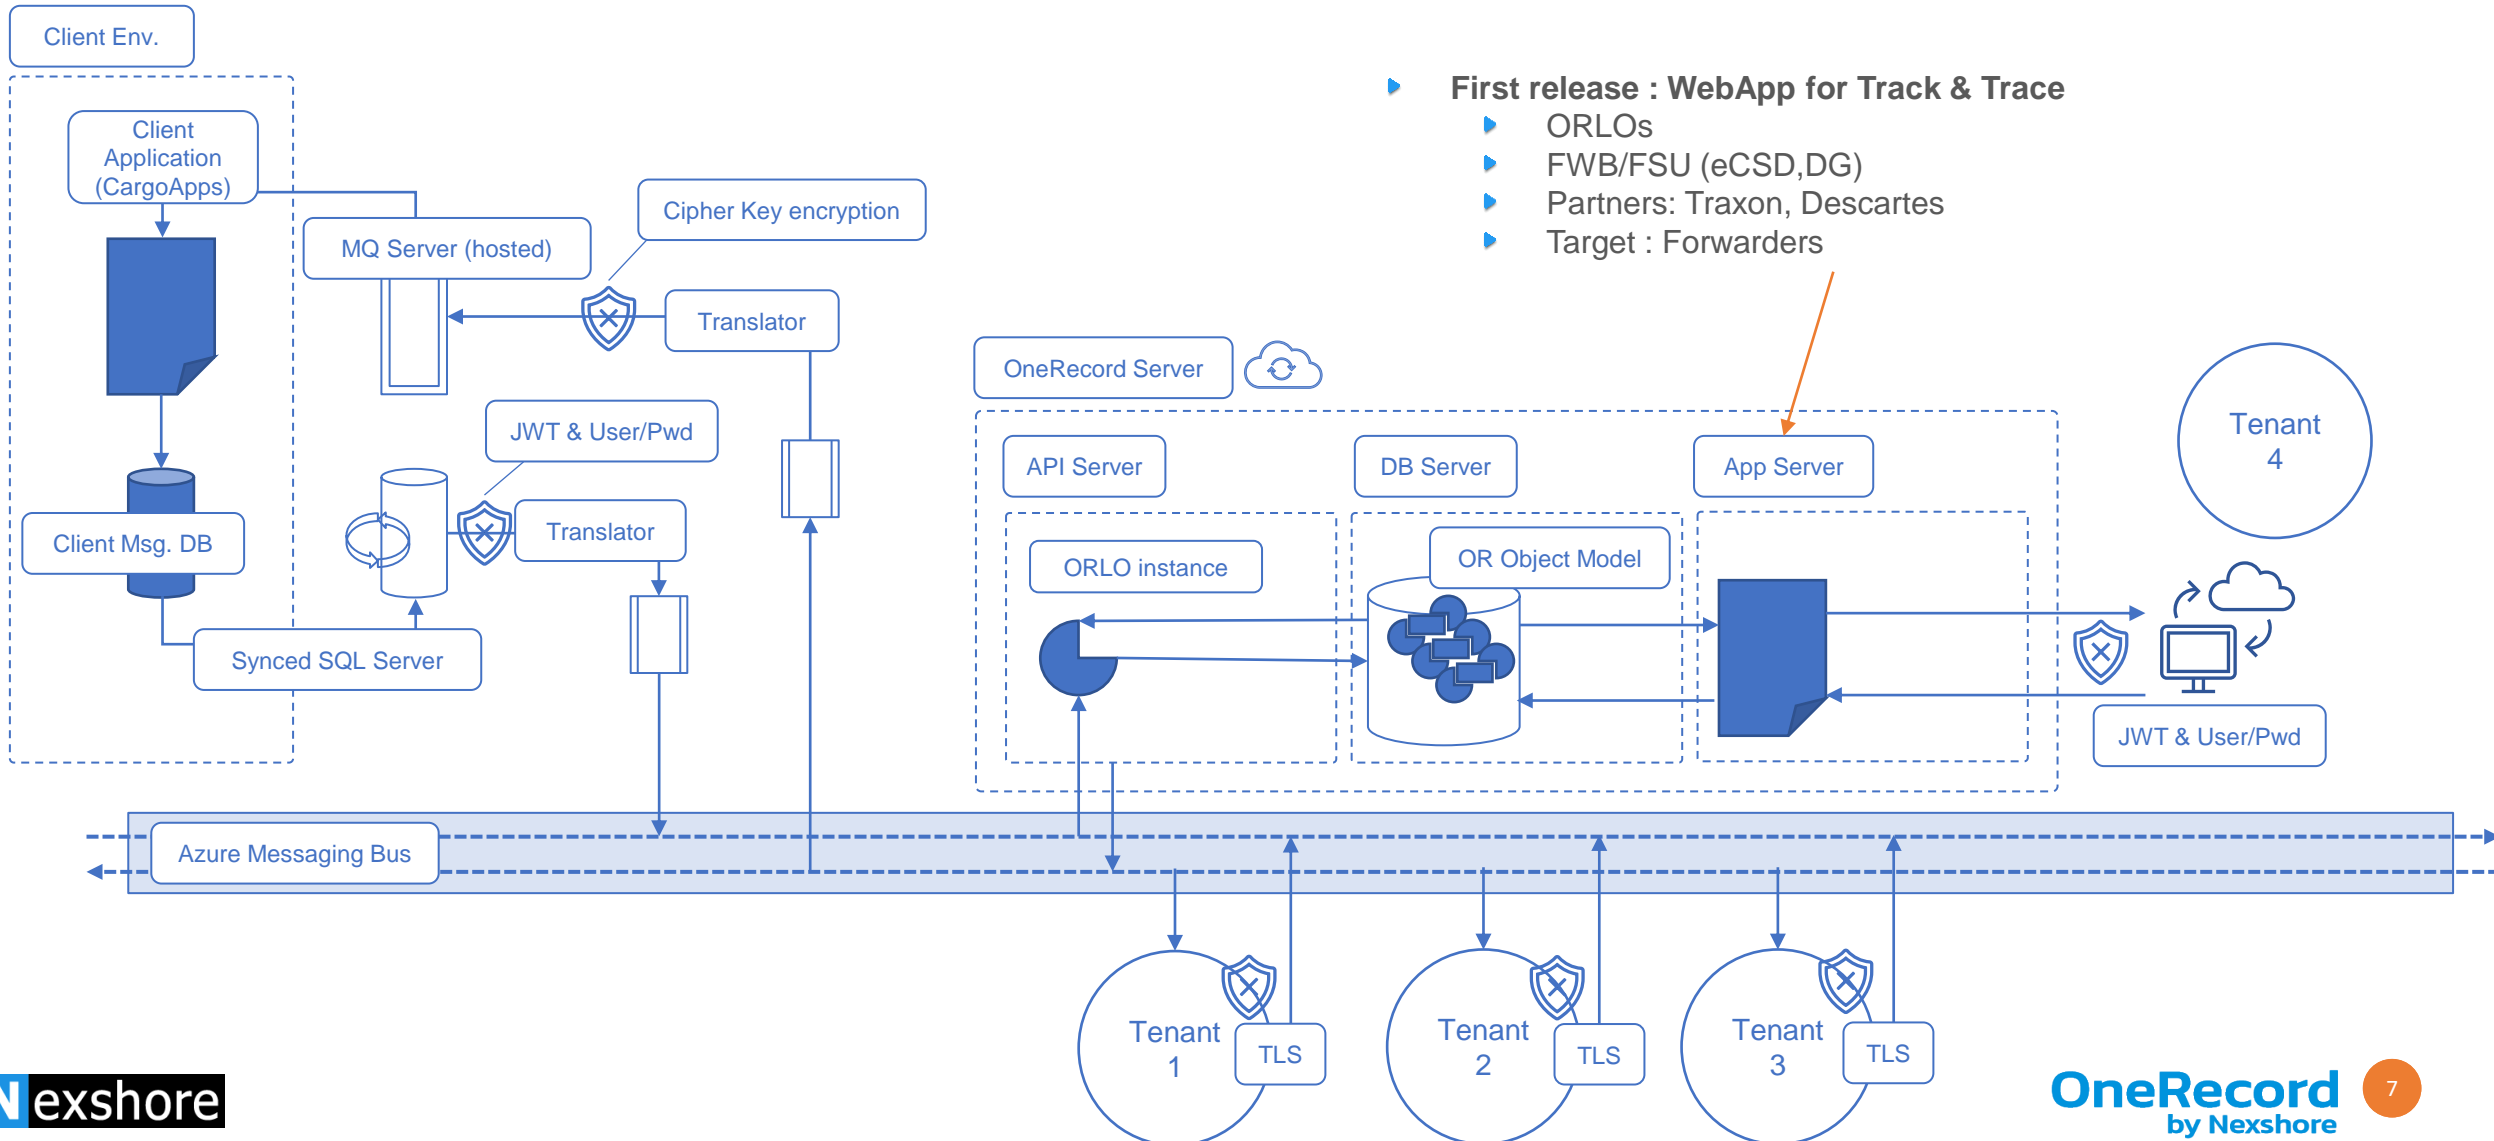 Client Env.
First release : WebApp for Track & Trace
ORLOs
FWB/FSU (eCSD,DG)
Partners: Traxon, Descartes
Target : Forwarders
Client
Application
(CargoApps)
Cipher Key encryption
MQ Server (hosted)
Translator
OneRecord Server
JWT & User/Pwd
Tenant
4
API Server
DB Server
App Server
Client Msg. DB
Translator
ORLO instance
OR Object Model
Synced SQL Server
JWT & User/Pwd
Azure Messaging Bus
Tenant
1
TLS
Tenant
2
TLS
Tenant
3
TLS
Nexshore
OneRecord
by Nexshore
7